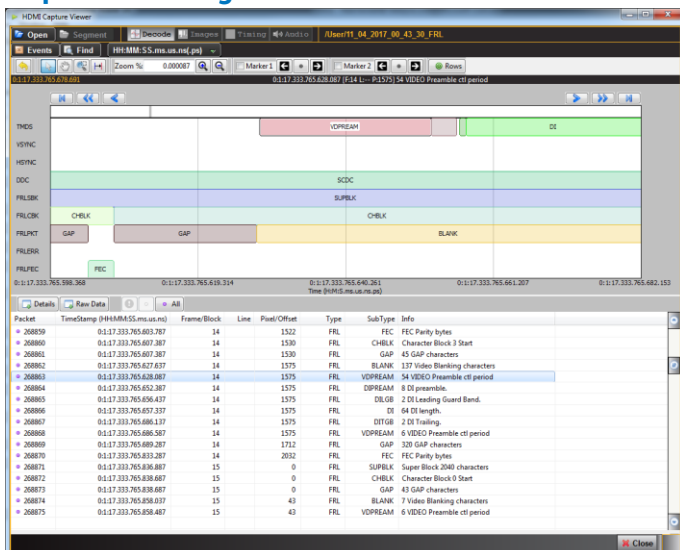 HDMI Capture Viewer
Open Segment Decode Images Timing Audio /User/11_04_2017_00_43_30_FRL
Events Find HH:MM:SS.ms.us.ns(.ps)
Zoom % 0.000087 Marker 1 Marker 2 Rows
0:1:17.333.765.678.691 0:1:17.333.765.628.087 [F:14 L:--- P:1575] 54 VIDEO Preamble ctl period
TMDS VDPREAM DI
VSYNC
HSYNC
DDC SCDC
FRLSBK SUPBLK
FRLCBK CHBLK CHBLK
FRLPKT GAP GAP BLANK
FRLERR
FRLFEC FEC
0:1:17.333.765.598.368 0:1:17.333.765.619.314 0:1:17.333.765.640.261 0:1:17.333.765.661.207 0:1:17.333.765.682.153
Time (H:M:S.ms.us.ns.ps)
Details Raw Data All
Packet TimeStamp (HH:MM:SS.ms.us.ns) Frame/Block Line Pixel/Offset Type SubType Info
268859 0:1:17.333.765.603.787 14 1522 FRL FEC FEC Parity bytes
268860 0:1:17.333.765.607.387 14 1530 FRL CHBLK Character Block 3 Start
268861 0:1:17.333.765.607.387 14 1530 FRL GAP 45 GAP characters
268862 0:1:17.333.765.627.637 14 1575 FRL BLANK 137 Video Blanking characters
268863 0:1:17.333.765.628.087 14 1575 FRL VDPREAM 54 VIDEO Preamble ctl period
268864 0:1:17.333.765.652.387 14 1575 FRL DIPREAM 8 DI preamble.
268865 0:1:17.333.765.656.437 14 1575 FRL DILGB 2 DI Leading Guard Band.
268866 0:1:17.333.765.657.337 14 1575 FRL DI 64 DI length.
268867 0:1:17.333.765.686.137 14 1575 FRL DITGB 2 DI Trailing.
268868 0:1:17.333.765.686.587 14 1575 FRL VDPREAM 6 VIDEO Preamble ctl period
268869 0:1:17.333.765.689.287 14 1712 FRL GAP 320 GAP characters
268870 0:1:17.333.765.833.287 14 2032 FRL FEC FEC Parity bytes
268871 0:1:17.333.765.836.887 15 0 FRL SUPBLK Super Block 2040 characters
268872 0:1:17.333.765.838.687 15 0 FRL CHBLK Character Block 0 Start
268873 0:1:17.333.765.838.687 15 0 FRL GAP 43 GAP characters
268874 0:1:17.333.765.858.037 15 43 FRL BLANK 7 Video Blanking characters
268875 0:1:17.333.765.858.487 15 43 FRL VDPREAM 6 VIDEO Preamble ctl period
Close